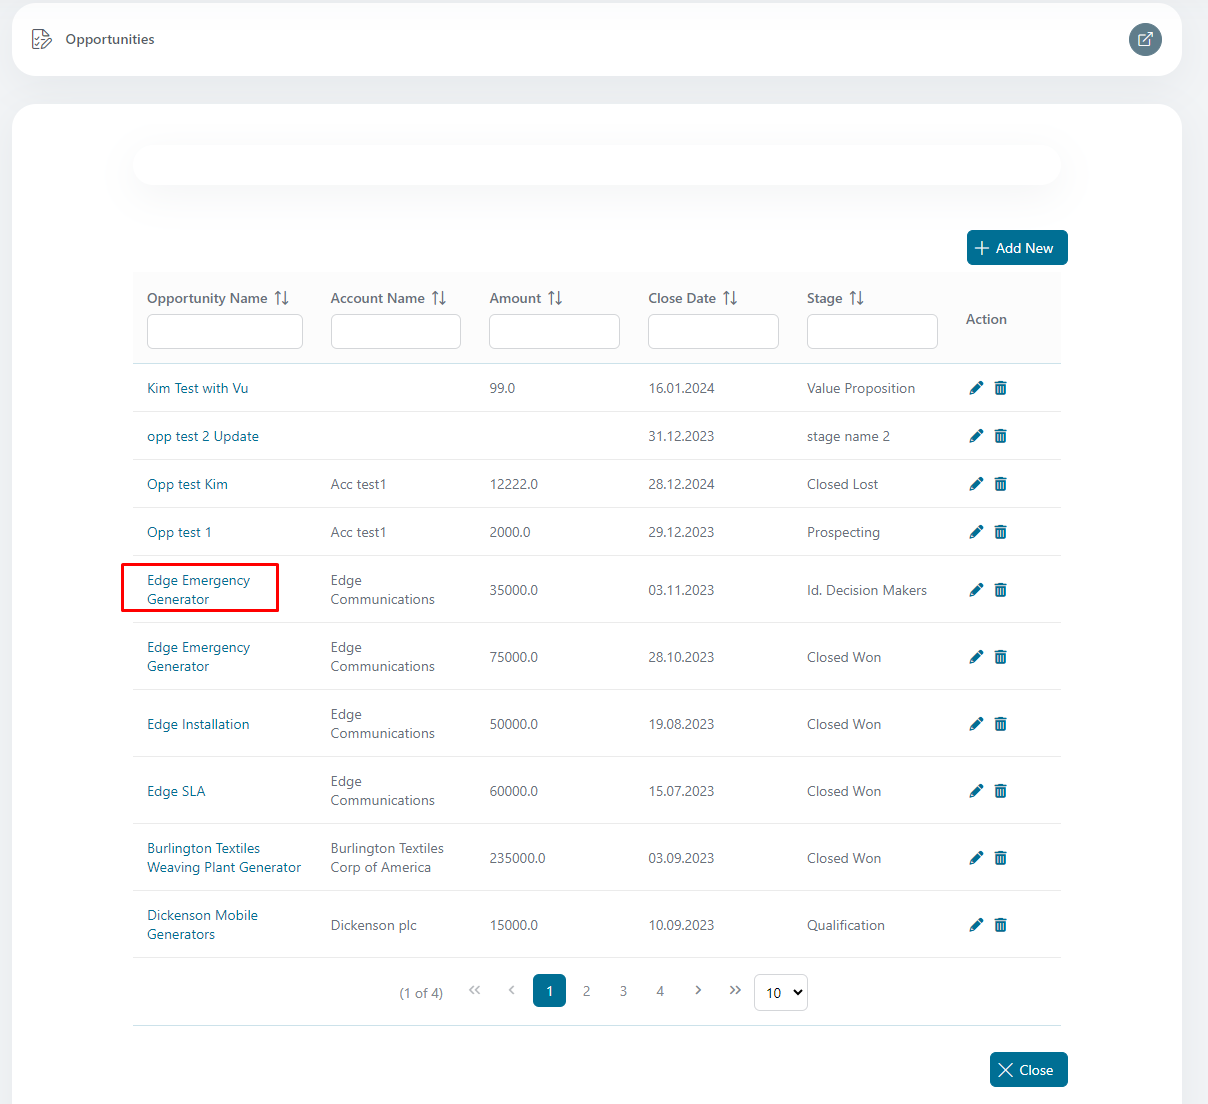 Opportunities
Add New
Opportunity Name Account Name Amount Close Date Stage Action
Kim Test with Vu 99.0 16.01.2024 Value Proposition
opp test 2 Update 31.12.2023 stage name 2
Opp test Kim Acc test1 12222.0 28.12.2024 Closed Lost
Opp test 1 Acc test1 2000.0 29.12.2023 Prospecting
Edge Emergency Generator Edge Communications 35000.0 03.11.2023 Id. Decision Makers
Edge Emergency Generator Edge Communications 75000.0 28.10.2023 Closed Won
Edge Installation Edge Communications 50000.0 19.08.2023 Closed Won
Edge SLA Edge Communications 60000.0 15.07.2023 Closed Won
Burlington Textiles Weaving Plant Generator Burlington Textiles Corp of America 235000.0 03.09.2023 Closed Won
Dickenson Mobile Generators Dickenson plc 15000.0 10.09.2023 Qualification
(1 of 4) « ‹ 1 2 3 4 › » 10
Close